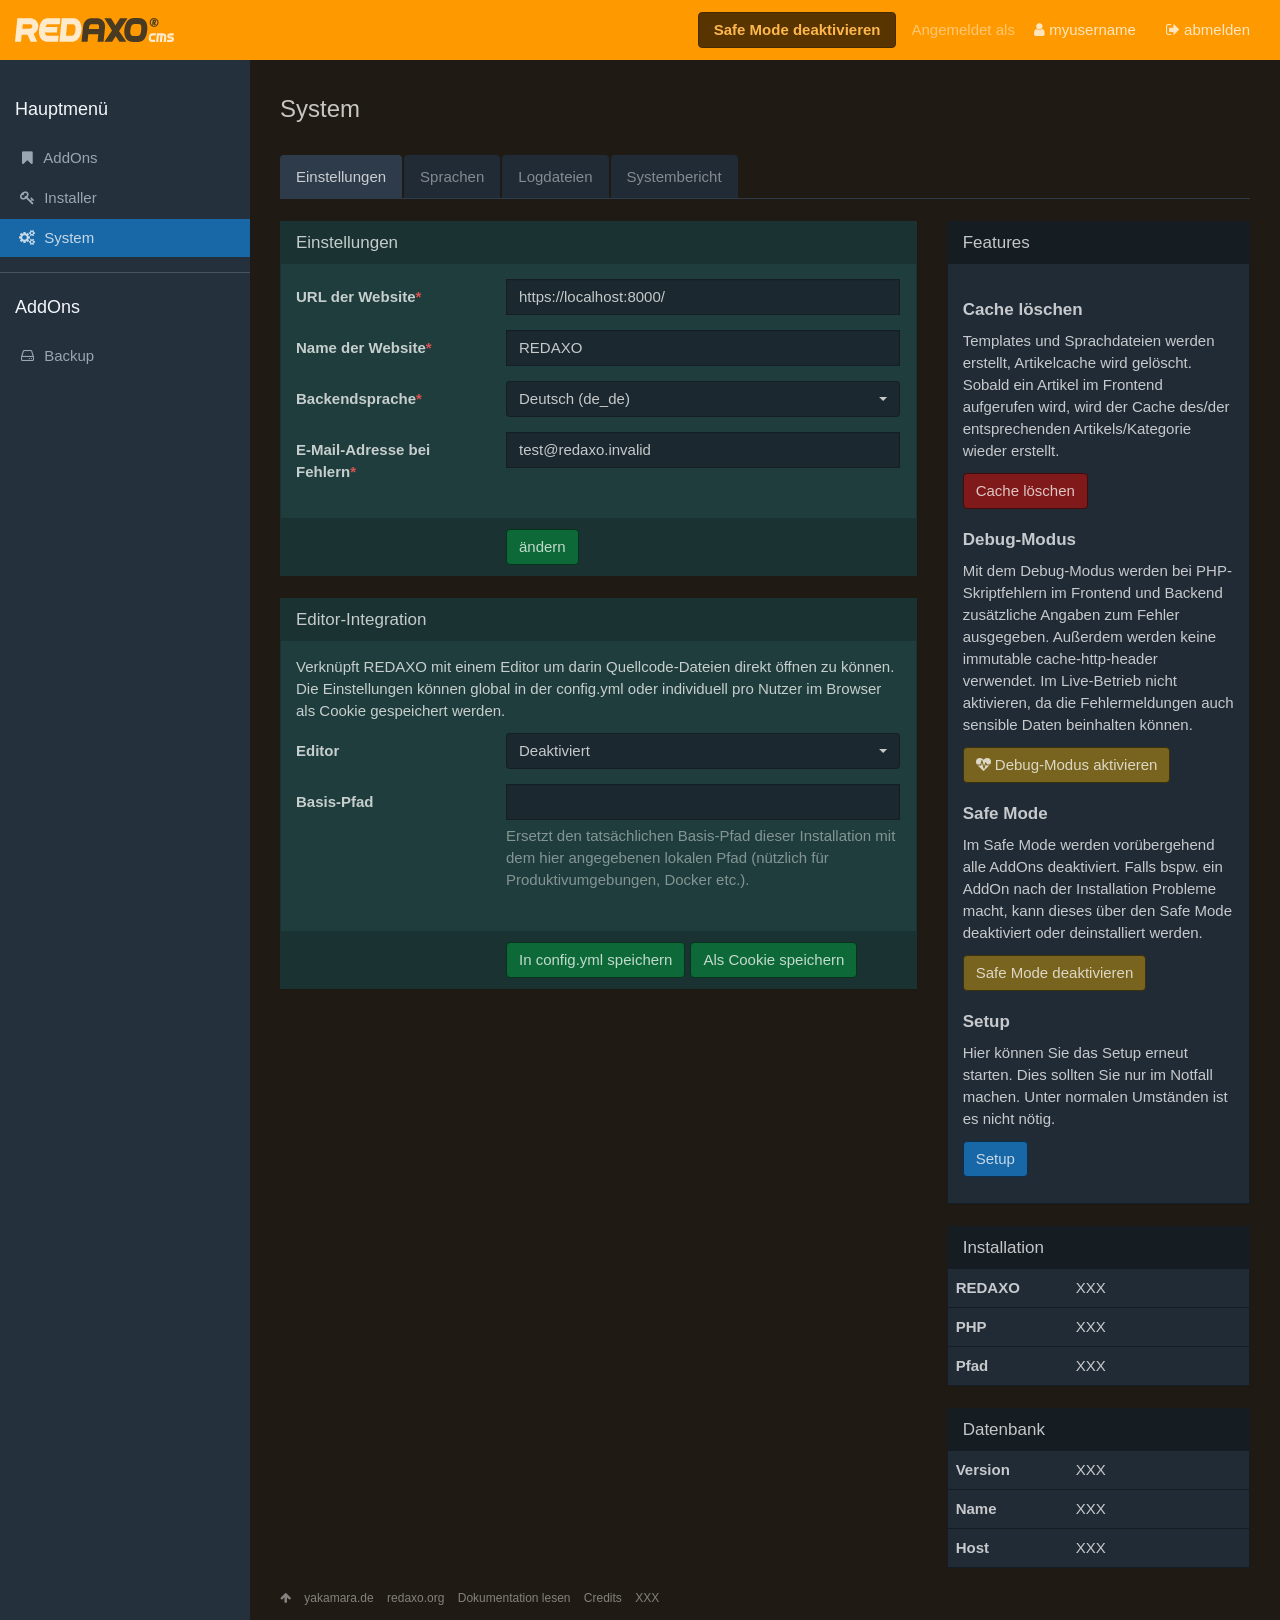 REDAXO® cms
Safe Mode deaktivieren
Angemeldet als myusername
abmelden
Hauptmenü
AddOns
Installer
System
AddOns
Backup
System
Einstellungen
Sprachen
Logdateien
Systembericht
Einstellungen
URL der Website*
https://localhost:8000/
Name der Website*
REDAXO
Backendsprache*
Deutsch (de_de)
E-Mail-Adresse bei
Fehlern*
test@redaxo.invalid
ändern
Editor-Integration
Verknüpft REDAXO mit einem Editor um darin Quellcode-Dateien direkt öffnen zu können.
Die Einstellungen können global in der config.yml oder individuell pro Nutzer im Browser
als Cookie gespeichert werden.
Editor
Deaktiviert
Basis-Pfad
Ersetzt den tatsächlichen Basis-Pfad dieser Installation mit
dem hier angegebenen lokalen Pfad (nützlich für
Produktivumgebungen, Docker etc.).
In config.yml speichern
Als Cookie speichern
Features
Cache löschen
Templates und Sprachdateien werden
erstellt, Artikelcache wird gelöscht.
Sobald ein Artikel im Frontend
aufgerufen wird, wird der Cache des/der
entsprechenden Artikels/Kategorie
wieder erstellt.
Cache löschen
Debug-Modus
Mit dem Debug-Modus werden bei PHP-
Skriptfehlern im Frontend und Backend
zusätzliche Angaben zum Fehler
ausgegeben. Außerdem werden keine
immutable cache-http-header
verwendet. Im Live-Betrieb nicht
aktivieren, da die Fehlermeldungen auch
sensible Daten beinhalten können.
Debug-Modus aktivieren
Safe Mode
Im Safe Mode werden vorübergehend
alle AddOns deaktiviert. Falls bspw. ein
AddOn nach der Installation Probleme
macht, kann dieses über den Safe Mode
deaktiviert oder deinstalliert werden.
Safe Mode deaktivieren
Setup
Hier können Sie das Setup erneut
starten. Dies sollten Sie nur im Notfall
machen. Unter normalen Umständen ist
es nicht nötig.
Setup
Installation
REDAXO XXX
PHP XXX
Pfad XXX
Datenbank
Version XXX
Name XXX
Host XXX
yakamara.de redaxo.org Dokumentation lesen Credits XXX